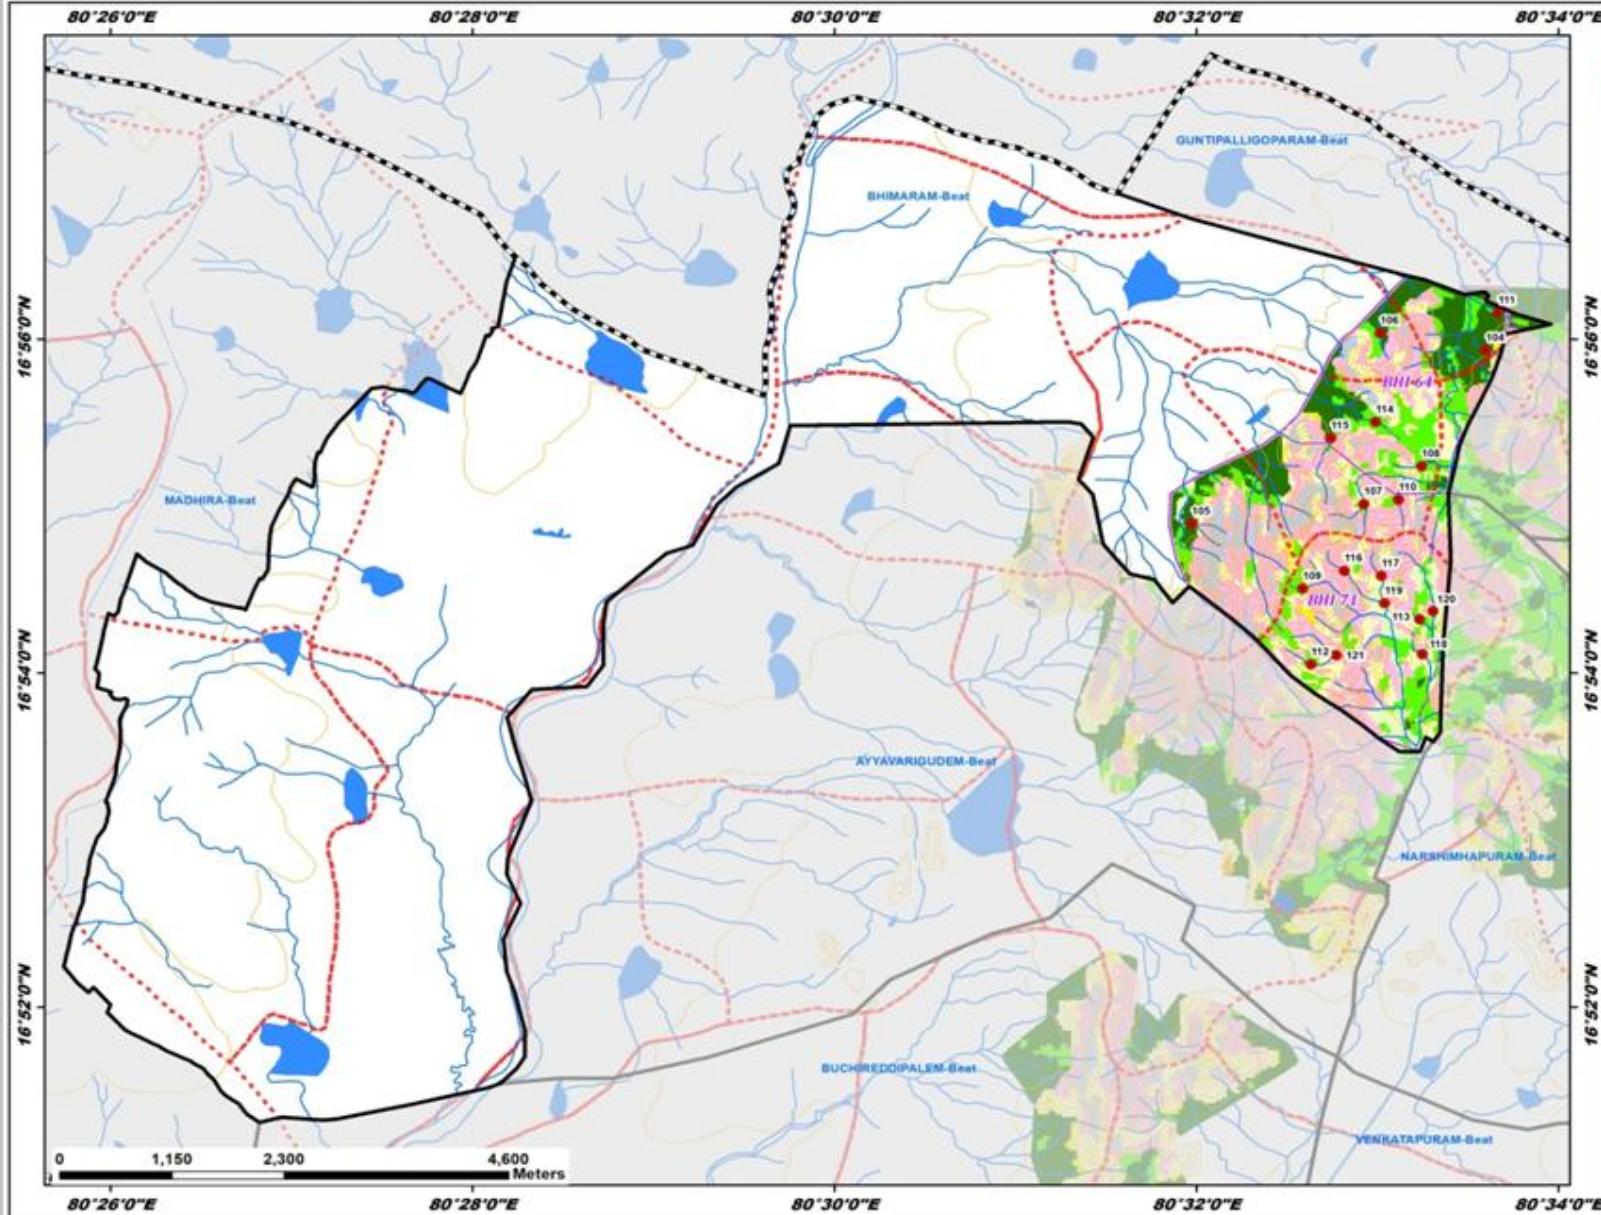 80°26'0"E 80°28'0"E 80°30'0"E 80°32'0"E 80°34'0"E
GUNTIPALLIGOPARAM-Beat
BHIMARAM-Beat
111
106
16°56'0"N 16°56'0"N
104
BHI 64
114
115
108
107 110
MADHIRA-Beat
105
116
117
109
119
BHI 71
120
113
118
112 121
16°54'0"N 16°54'0"N
AYYAVARIGUDEM-Beat
NARSHIMHAPURAM-Beat
16°52'0"N 16°52'0"N
BUCHIREDDIPALEM-Beat
VENKATAPURAM-Beat
0 1,150 2,300 4,600
Meters
80°26'0"E 80°28'0"E 80°30'0"E 80°32'0"E 80°34'0"E